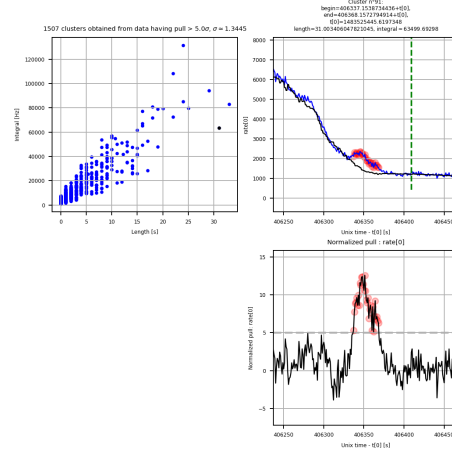 Cluster n°91
begin=406337.1538734436+t[0],
end=406368.1572794914+t[0],
t[0]=1483525445.6197348
length=31.003406047821045, integral=63499.69298
1507 clusters obtained from data having pull > 5.0σ, σ = 1.3445
Integral [Hz]
120000
100000
80000
60000
40000
20000
0
0 5 10 15 20 25 30
Length [s]
rate[0]
8000
7000
6000
5000
4000
3000
2000
1000
0
406250 406300 406350 406400 406450
Unix time - t[0] [s]
Normalized pull : rate[0]
Normalized pull: rate[0]
15
10
5
0
−5
406250 406300 406350 406400 406450
Unix time - t[0] [s]